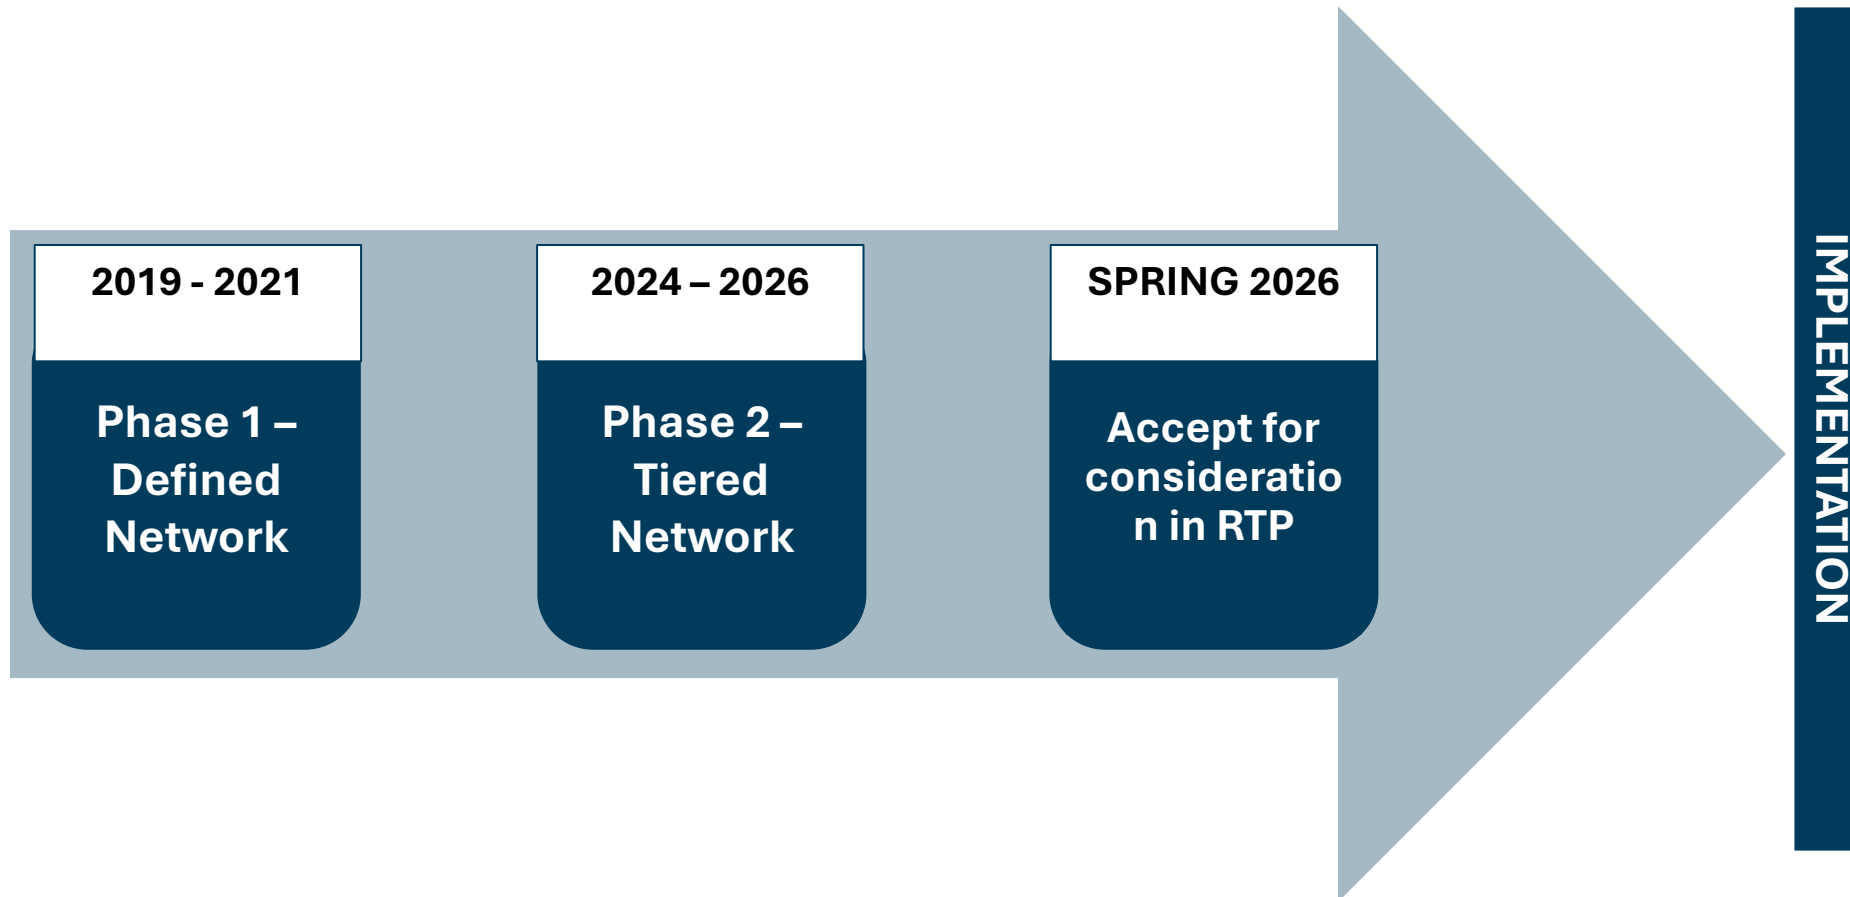 2019 - 2021
Phase 1 –
Defined
Network
2024 – 2026
Phase 2 –
Tiered
Network
SPRING 2026
Accept for
consideratio
n in RTP
IMPLEMENTATION